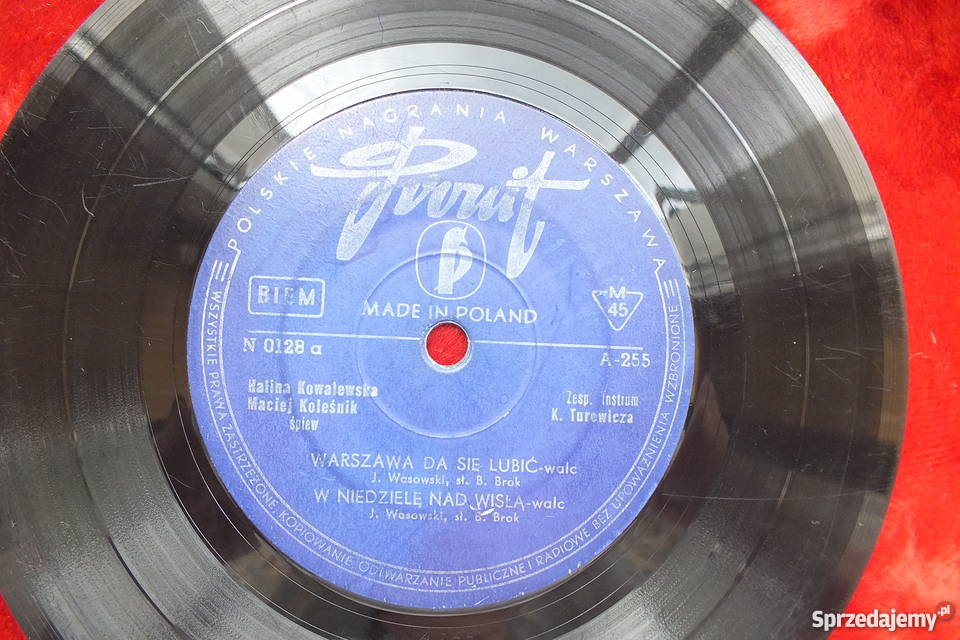 POLSKIE NAGRANIA WARSZAWA
Pronit
P
BIEM
MADE IN POLAND
M
45
N 0128 a
A-255
Halina Kowalewska
Maciej Koleśnik
śpiew
Zesp. Instrum
K. Turewicza
WARSZAWA DA SIĘ LUBIĆ-walc
J. Wasowski, sł. B. Brok
W NIEDZIELĘ NAD WISŁĄ-walc
J. Wasowski, sł. B. Brok
WSZYSTKIE PRAWA ZASTRZEŻONE, KOPIOWANIE, ODTWARZANIE PUBLICZNE I RADIOWE BEZ UPOWAŻNIENIA WZBRONIONE
Sprzedajemy.pl